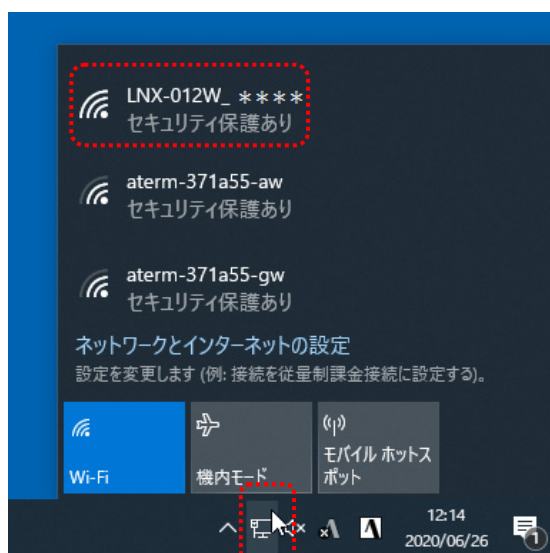 LNX-012W_ ****
セキュリティ保護あり
aterm-371a55-aw
セキュリティ保護あり
aterm-371a55-gw
セキュリティ保護あり
ネットワークとインターネットの設定
設定を変更します (例: 接続を従量制課金接続に設定する)。
Wi-Fi
機内モード
モバイル ホットス
ポット
12:14
2020/06/26
1